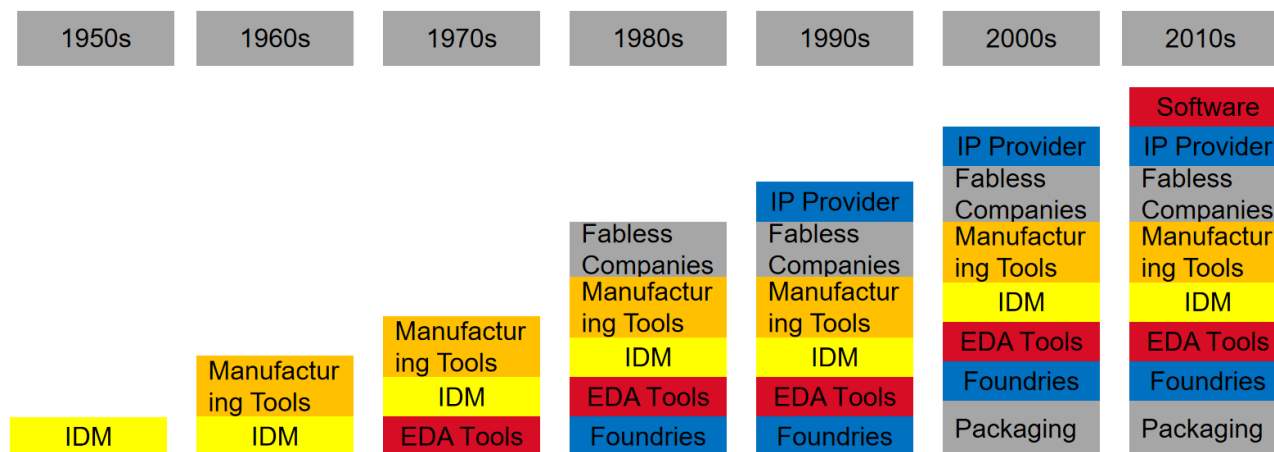 1950s
1960s
1970s
1980s
1990s
2000s
2010s
IDM
Manufactur
ing Tools
IDM
Manufactur
ing Tools
IDM
EDA Tools
Fabless
Companies
Manufactur
ing Tools
IDM
EDA Tools
Foundries
IP Provider
Fabless
Companies
Manufactur
ing Tools
IDM
EDA Tools
Foundries
IP Provider
Fabless
Companies
Manufactur
ing Tools
IDM
EDA Tools
Foundries
Packaging
Software
IP Provider
Fabless
Companies
Manufactur
ing Tools
IDM
EDA Tools
Foundries
Packaging